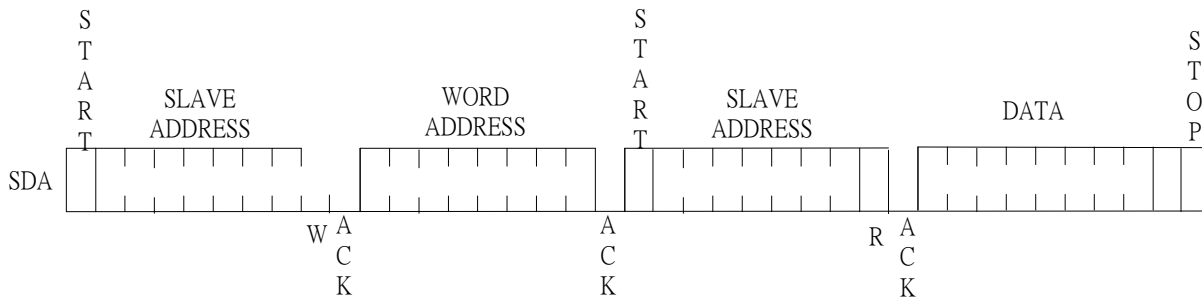 START
SLAVE
ADDRESS
WORD
ADDRESS
START
SLAVE
ADDRESS
DATA
STOP
SDA
W
ACK
ACK
R
ACK